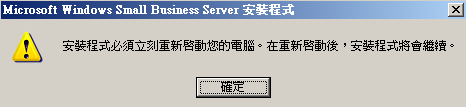 Microsoft Windows Small Business Server 安裝程式
安裝程式必須立刻重新啟動您的電腦。在重新啟動後，安裝程式將會繼續。
確定